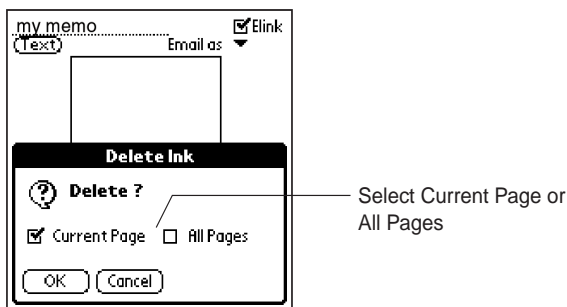 my memo Elink
(Text) Email as
Delete Ink
Delete ?
Current Page All Pages
OK Cancel
Select Current Page or
All Pages